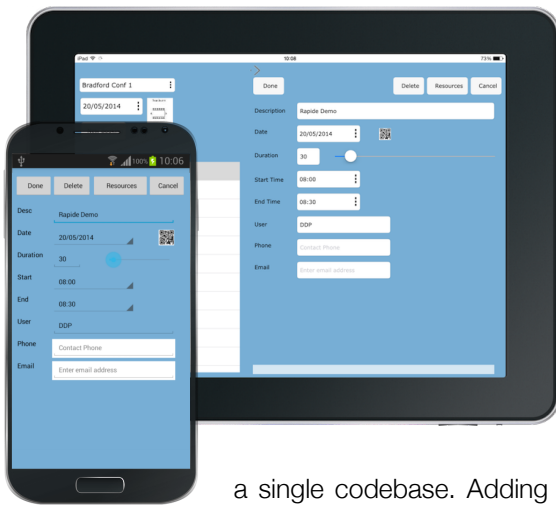 iPad
10:08
73%
Bradford Conf 1
20/05/2014
Done Delete Resources Cancel
Description Rapide Demo
Date 20/05/2014
Duration 30
Start Time 08:00
End Time 08:30
User DDP
Phone Contact Phone
Email Enter email address
100% 10:06
Done Delete Resources Cancel
Desc Rapide Demo
Date 20/05/2014
Duration 30
Start 08:00
End 08:30
User DDP
Phone Contact Phone
Email Enter email address
a single codebase. Adding